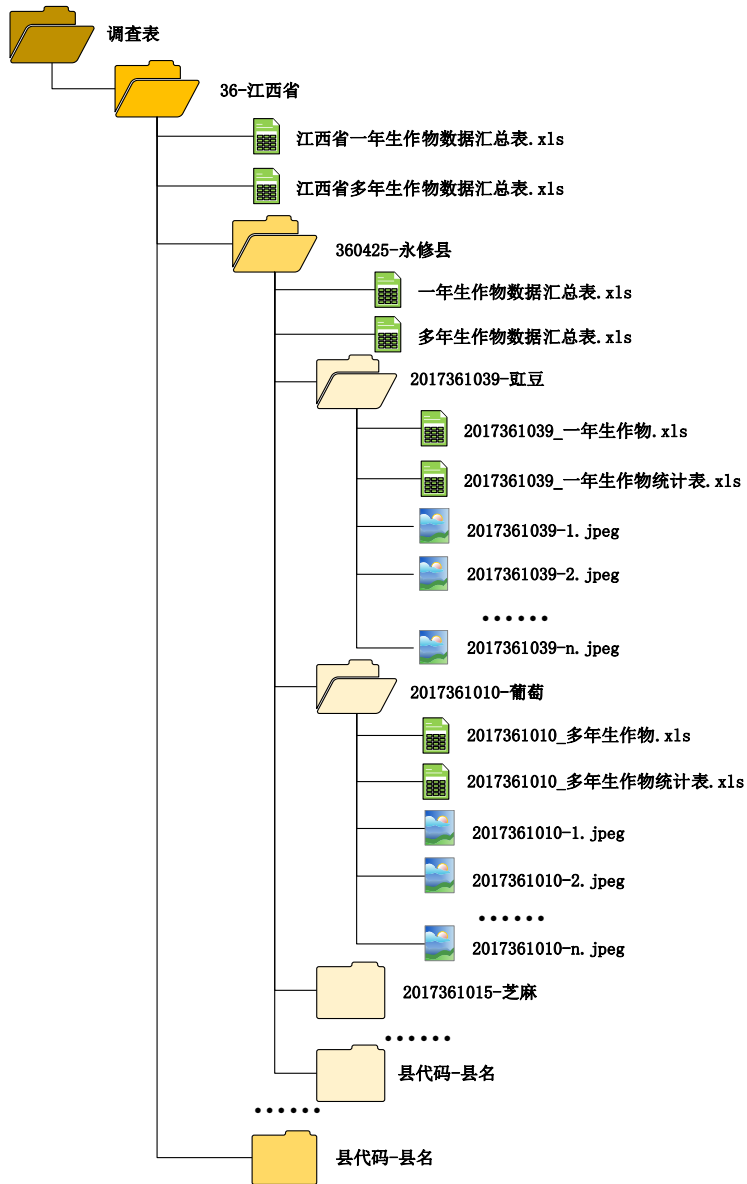 调查表
36-江西省
江西省一年生作物数据汇总表.xls
江西省多年生作物数据汇总表.xls
360425-永修县
一年生作物数据汇总表.xls
多年生作物数据汇总表.xls
2017361039-豇豆
2017361039_一年生作物.xls
2017361039_一年生作物统计表.xls
2017361039-1.jpeg
2017361039-2.jpeg
......
2017361039-n.jpeg
2017361010-葡萄
2017361010_多年生作物.xls
2017361010_多年生作物统计表.xls
2017361010-1.jpeg
2017361010-2.jpeg
......
2017361010-n.jpeg
2017361015-芝麻
......
县代码-县名
......
县代码-县名